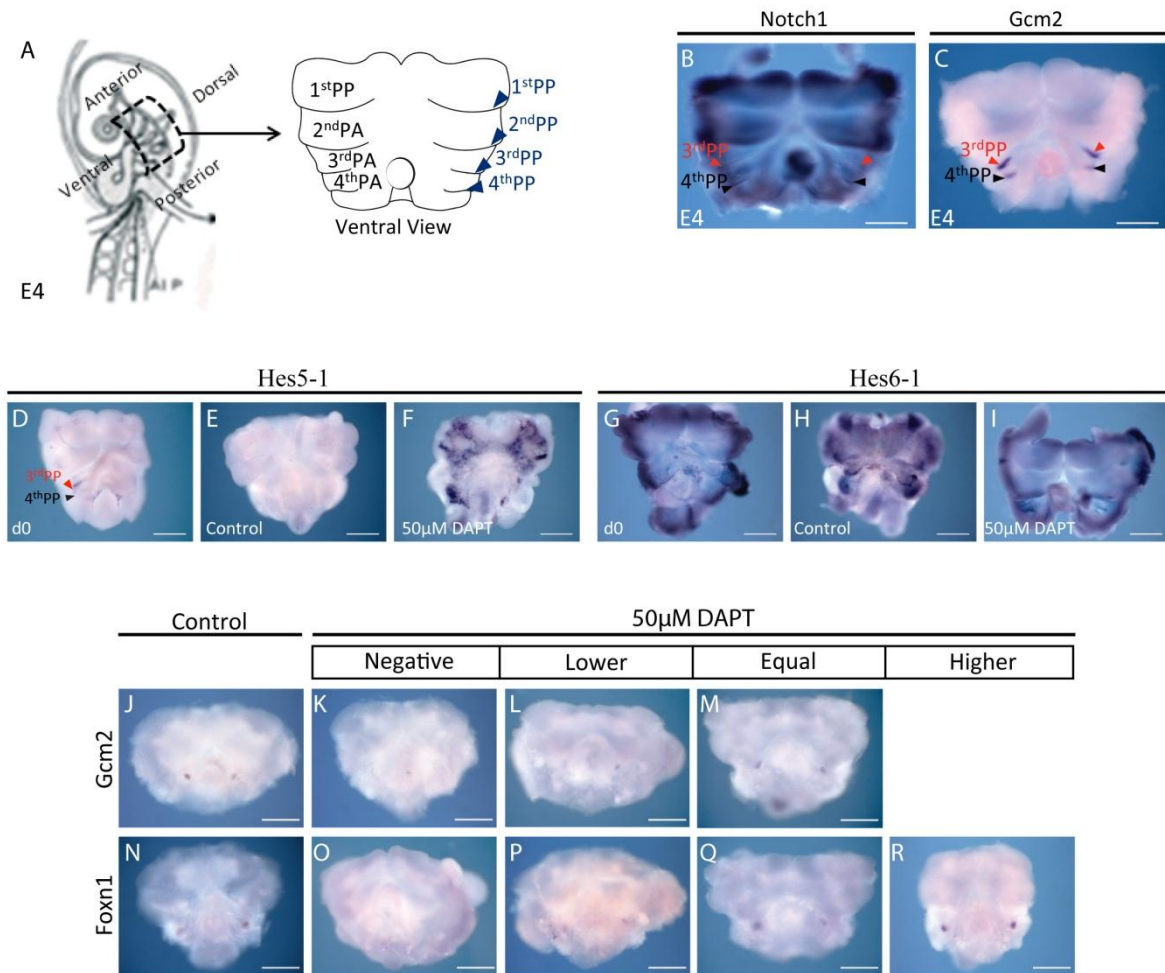 Notch1 Gcm2
A
Anterior
Dorsal
Ventral
Posterior
E4
1stPP
2ndPA
3rdPA
4thPA
1stPP
2ndPP
3rdPP
4thPP
Ventral View
B
3rdPP
4thPP
E4
C
3rdPP
4thPP
E4
Hes5-1 Hes6-1
D
3rdPP
4thPP
d0
E
Control
F
50µM DAPT
G
d0
H
Control
I
50µM DAPT
Control 50µM DAPT
Negative Lower Equal Higher
Gcm2
J K L M
Foxn1
N O P Q R